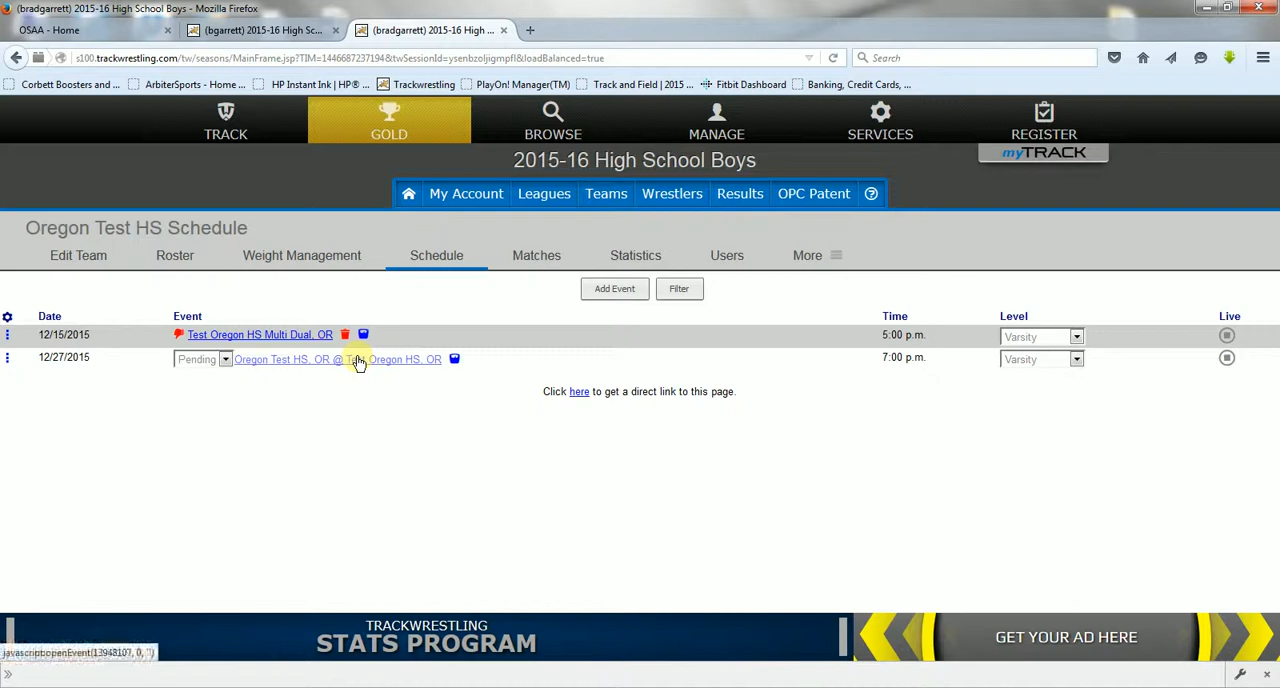 (bradgarrett) 2015-16 High School Boys - Mozilla Firefox
OSAA - Home
(bgarrett) 2015-16 High Sc...
(bradgarrett) 2015-16 High ...
s100.trackwrestling.com/tw/seasons/MainFrame.jsp?TIM=1446687237194&twSessionId=ysenbzoljigmpfl&loadBalanced=true
Search
Corbett Boosters and ...
ArbiterSports - Home ...
HP Instant Ink | HP® ...
Trackwrestling
PlayOn! Manager(TM)
Track and Field | 2015 ...
Fitbit Dashboard
Banking, Credit Cards, ...
TRACK
GOLD
BROWSE
MANAGE
SERVICES
REGISTER
myTRACK
2015-16 High School Boys
My Account
Leagues
Teams
Wrestlers
Results
OPC Patent
Oregon Test HS Schedule
Edit Team
Roster
Weight Management
Schedule
Matches
Statistics
Users
More
Add Event
Filter
Date Event Time Level Live
12/15/2015 Test Oregon HS Multi Dual, OR 5:00 p.m. Varsity
12/27/2015 Pending Oregon Test HS, OR @ Oregon HS, OR 7:00 p.m. Varsity
Click here to get a direct link to this page.
TRACKWRESTLING
STATS PROGRAM
GET YOUR AD HERE
javascript:openEvent(13948107, 0, '')